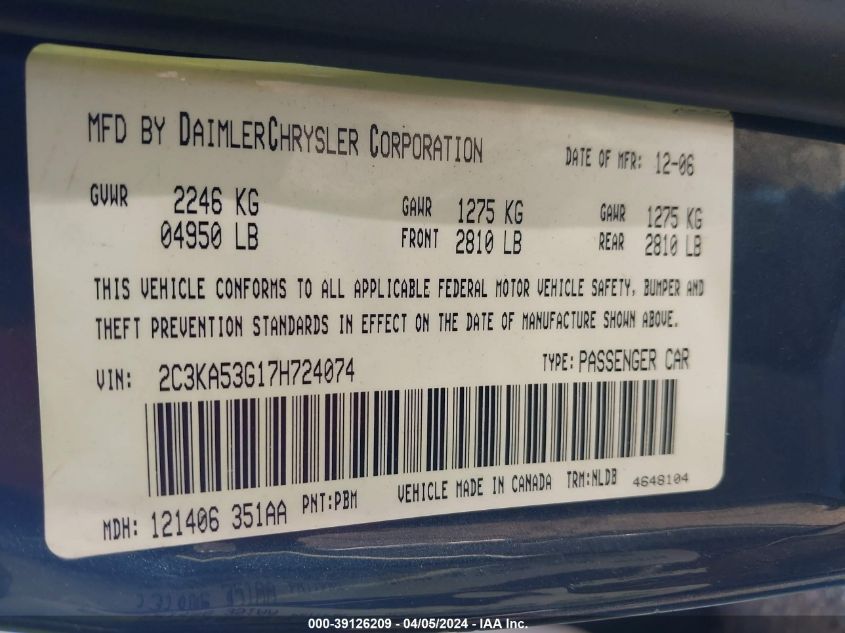 MFD BY DAIMLERCHRYSLER CORPORATION DATE OF MFR: 12-06
GVWR 2246 KG GAWR 1275 KG GAWR 1275 KG
04950 LB FRONT 2810 LB REAR 2810 LB
THIS VEHICLE CONFORMS TO ALL APPLICABLE FEDERAL MOTOR VEHICLE SAFETY, BUMPER AND
THEFT PREVENTION STANDARDS IN EFFECT ON THE DATE OF MANUFACTURE SHOWN ABOVE.
VIN: 2C3KA53G17H724074 TYPE: PASSENGER CAR
MDH: 121406 351AA PNT:PBM VEHICLE MADE IN CANADA TRM:NLDB 4648104
000-39126209 - 04/05/2024 - IAA Inc.